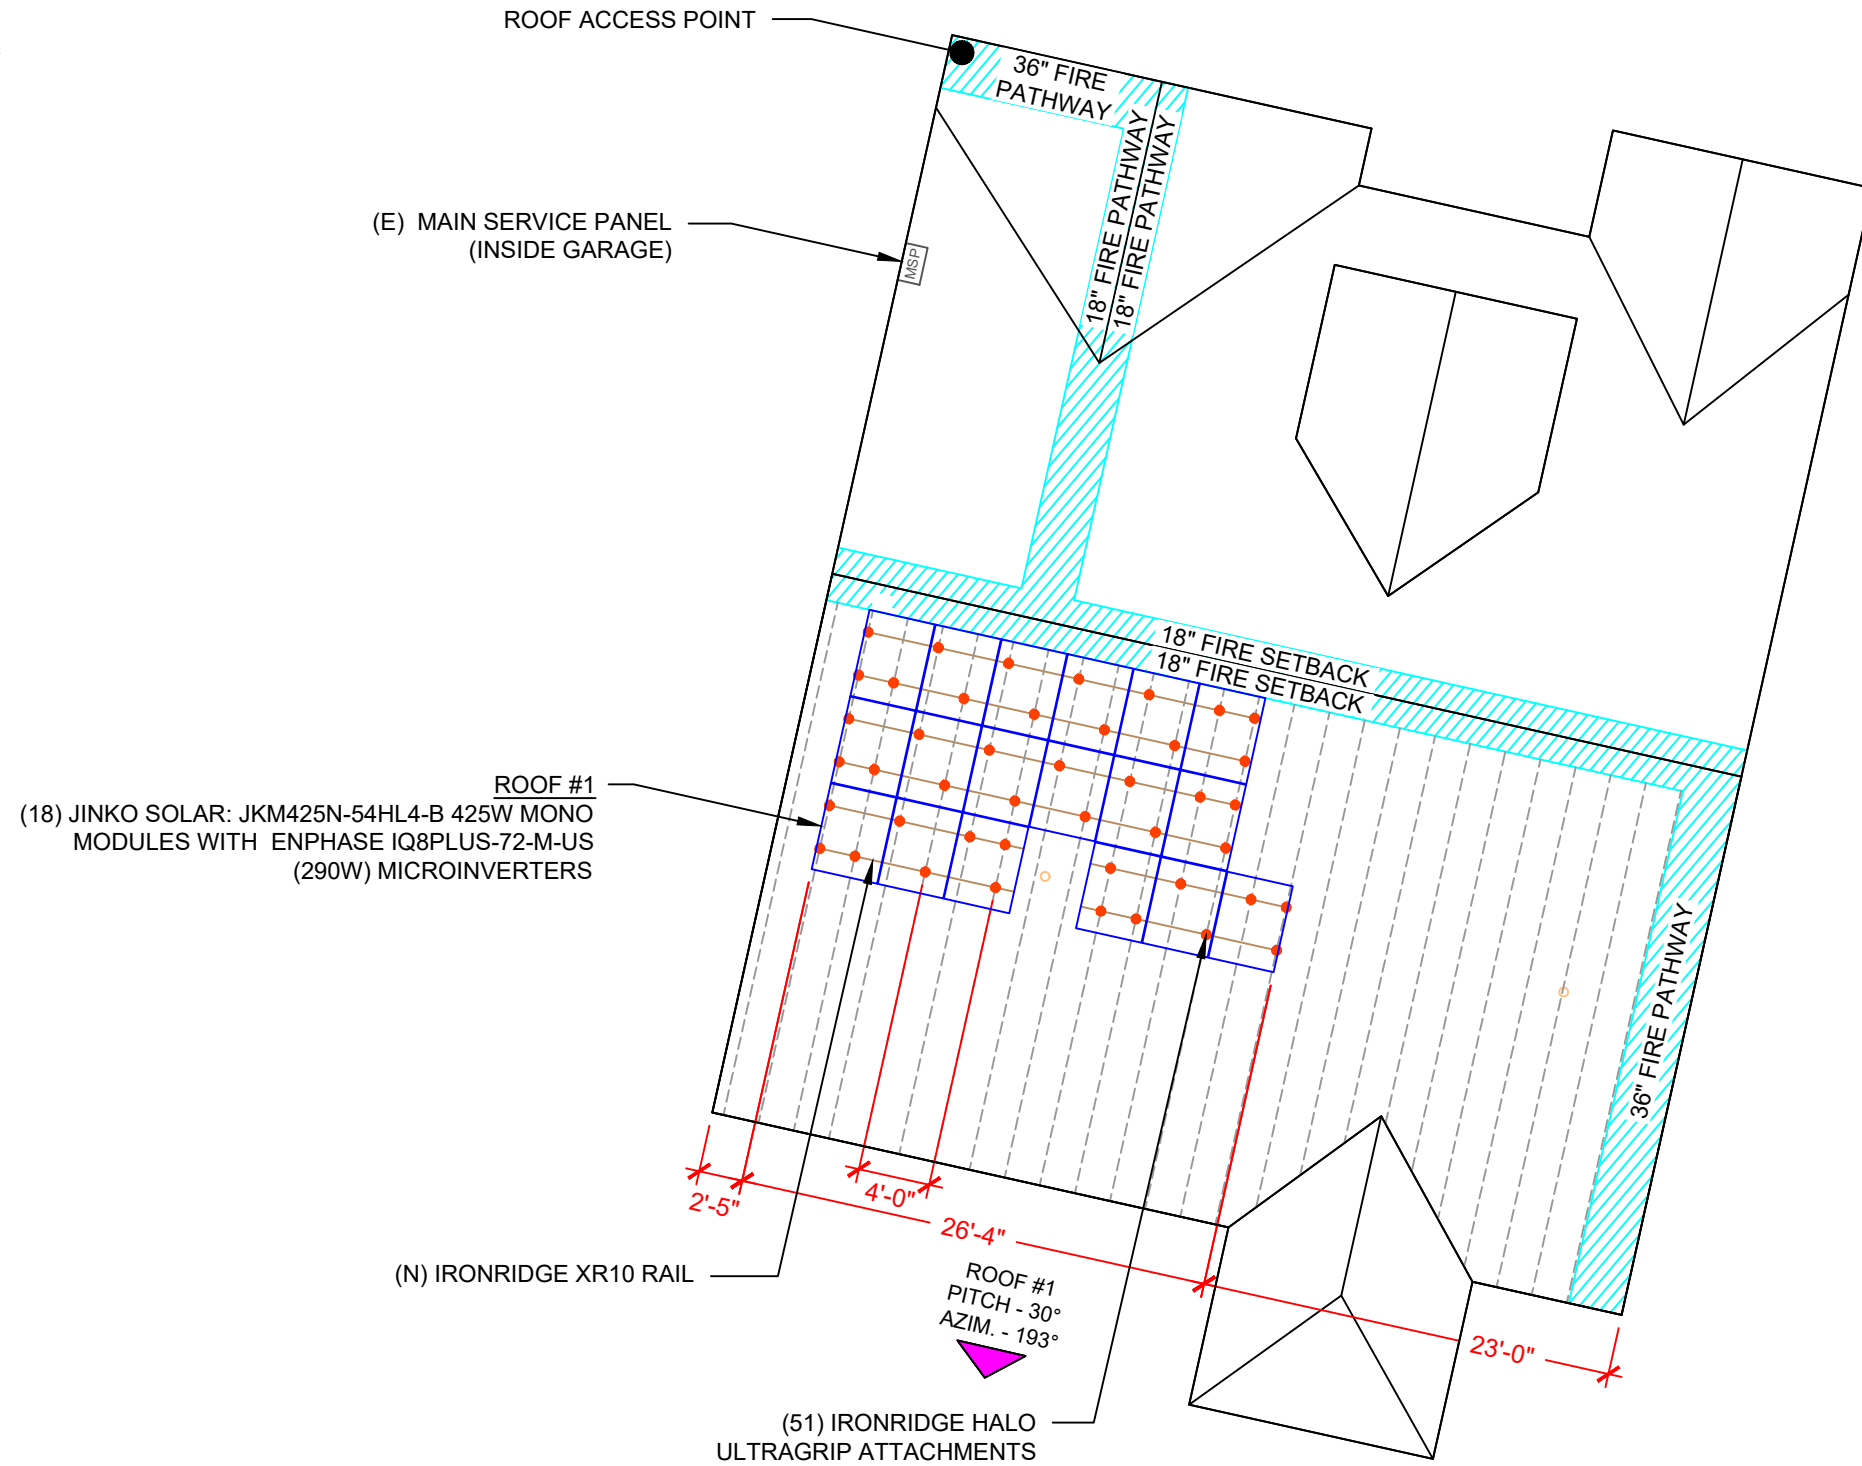 ROOF ACCESS POINT
36" FIRE
PATHWAY
18" FIRE PATHWAY
18" FIRE PATHWAY
(E)  MAIN SERVICE PANEL
(INSIDE GARAGE)
MSP
18" FIRE SETBACK
18" FIRE SETBACK
ROOF #1
(18) JINKO SOLAR: JKM425N-54HL4-B 425W MONO
MODULES WITH  ENPHASE IQ8PLUS-72-M-US
(290W) MICROINVERTERS
36" FIRE PATHWAY
2'-5"
4'-0"
26'-4"
23'-0"
(N) IRONRIDGE XR10 RAIL
ROOF #1
PITCH - 30°
AZIM. - 193°
(51) IRONRIDGE HALO
ULTRAGRIP ATTACHMENTS